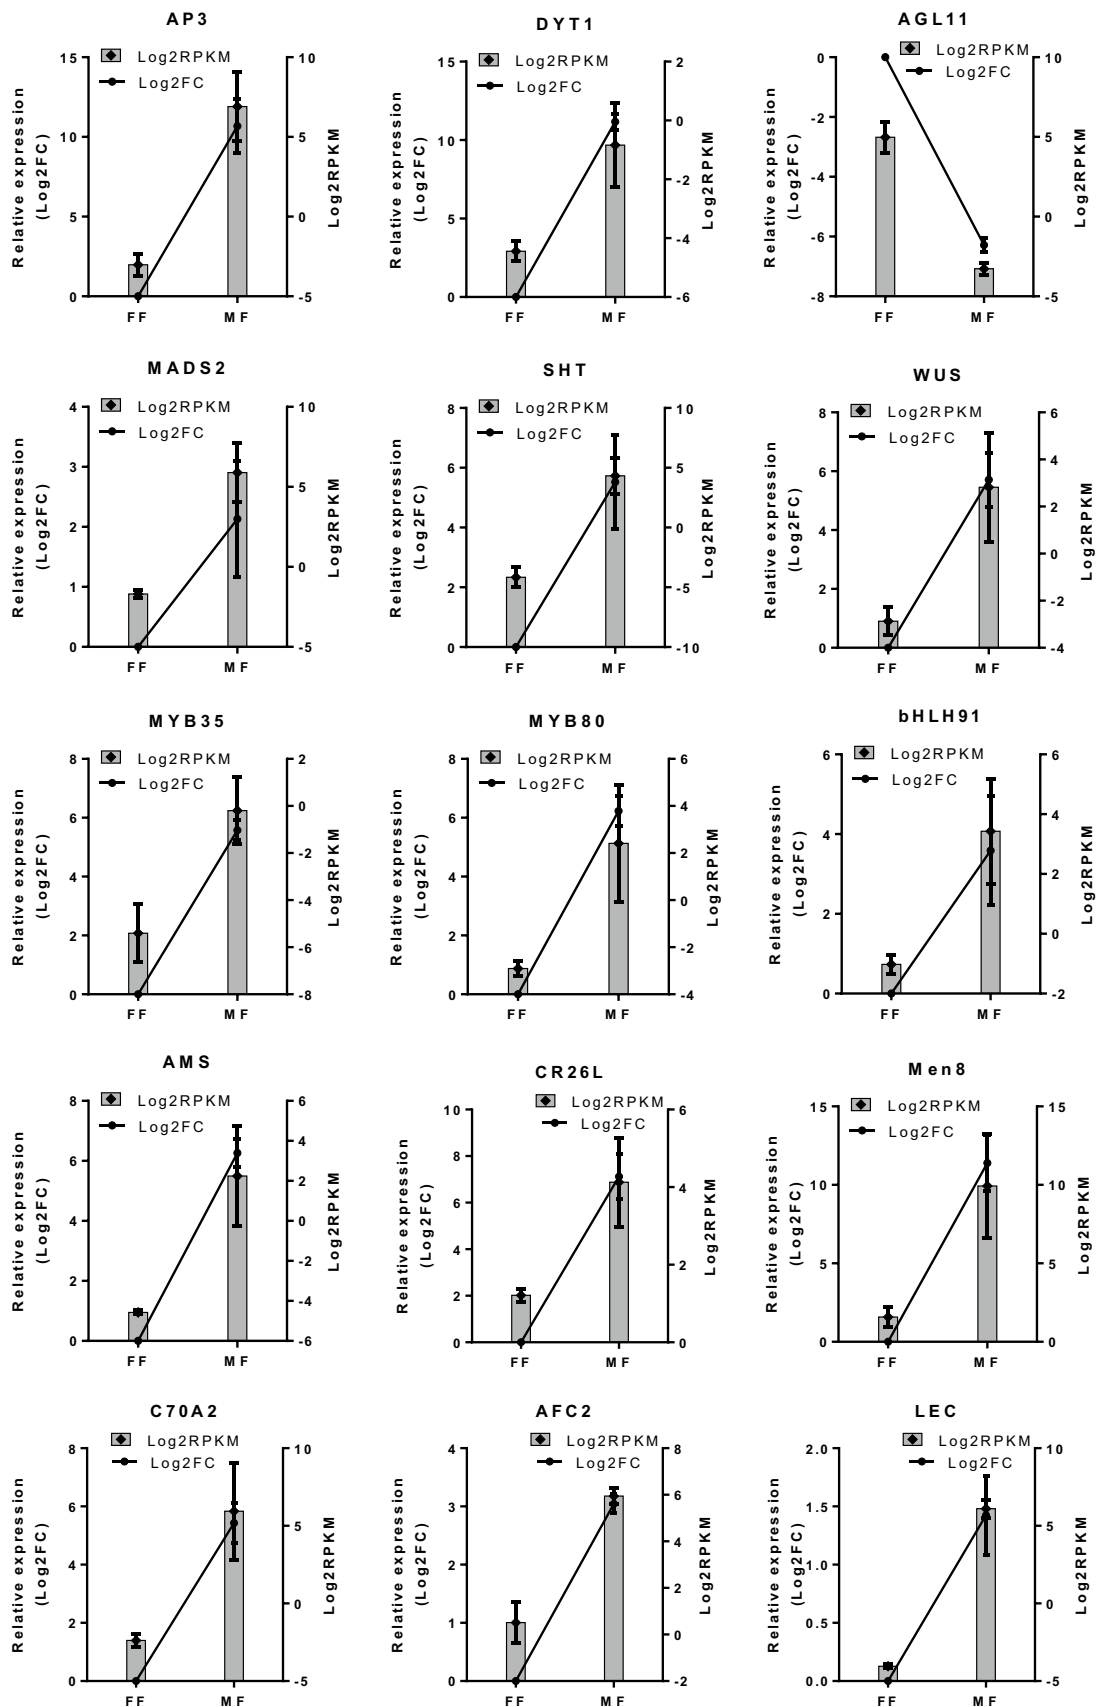 AP3
Log2RPKM
Log2FC
Relative expression
(Log2FC)
15
10
5
0
10
5
0
-5
Log2RPKM
FF
MF
DYT1
Log2RPKM
Log2FC
Relative expression
(Log2FC)
15
10
5
0
2
0
-2
-4
-6
Log2RPKM
FF
MF
AGL11
Log2RPKM
Log2FC
Relative expression
(Log2FC)
0
-2
-4
-6
-8
10
5
0
-5
Log2RPKM
FF
MF
MADS2
Log2RPKM
Log2FC
Relative expression
(Log2FC)
4
3
2
1
0
10
5
0
-5
Log2RPKM
FF
MF
SHT
Log2RPKM
Log2FC
Relative expression
(Log2FC)
8
6
4
2
0
10
5
0
-5
-10
Log2RPKM
FF
MF
WUS
Log2RPKM
Log2FC
Relative expression
(Log2FC)
8
6
4
2
0
6
4
2
0
-2
-4
Log2RPKM
FF
MF
MYB35
Log2RPKM
Log2FC
Relative expression
(Log2FC)
8
6
4
2
0
2
0
-2
-4
-6
-8
Log2RPKM
FF
MF
MYB80
Log2RPKM
Log2FC
Relative expression
(Log2FC)
8
6
4
2
0
6
4
2
0
-2
-4
Log2RPKM
FF
MF
bHLH91
Log2RPKM
Log2FC
Relative expression
(Log2FC)
6
4
2
0
6
4
2
0
-2
Log2RPKM
FF
MF
AMS
Log2RPKM
Log2FC
Relative expression
(Log2FC)
8
6
4
2
0
6
4
2
0
-2
-4
-6
Log2RPKM
FF
MF
CR26L
Log2RPKM
Log2FC
Relative expression
(Log2FC)
10
8
6
4
2
0
6
4
2
0
Log2RPKM
FF
MF
Men8
Log2RPKM
Log2FC
Relative expression
(Log2FC)
15
10
5
0
15
10
5
0
Log2RPKM
FF
MF
C70A2
Log2RPKM
Log2FC
Relative expression
(Log2FC)
8
6
4
2
0
10
5
0
-5
Log2RPKM
FF
MF
AFC2
Log2RPKM
Log2FC
Relative expression
(Log2FC)
4
3
2
1
0
8
6
4
2
0
-2
Log2RPKM
FF
MF
LEC
Log2RPKM
Log2FC
Relative expression
(Log2FC)
2.0
1.5
1.0
0.5
0.0
10
5
0
-5
Log2RPKM
FF
MF